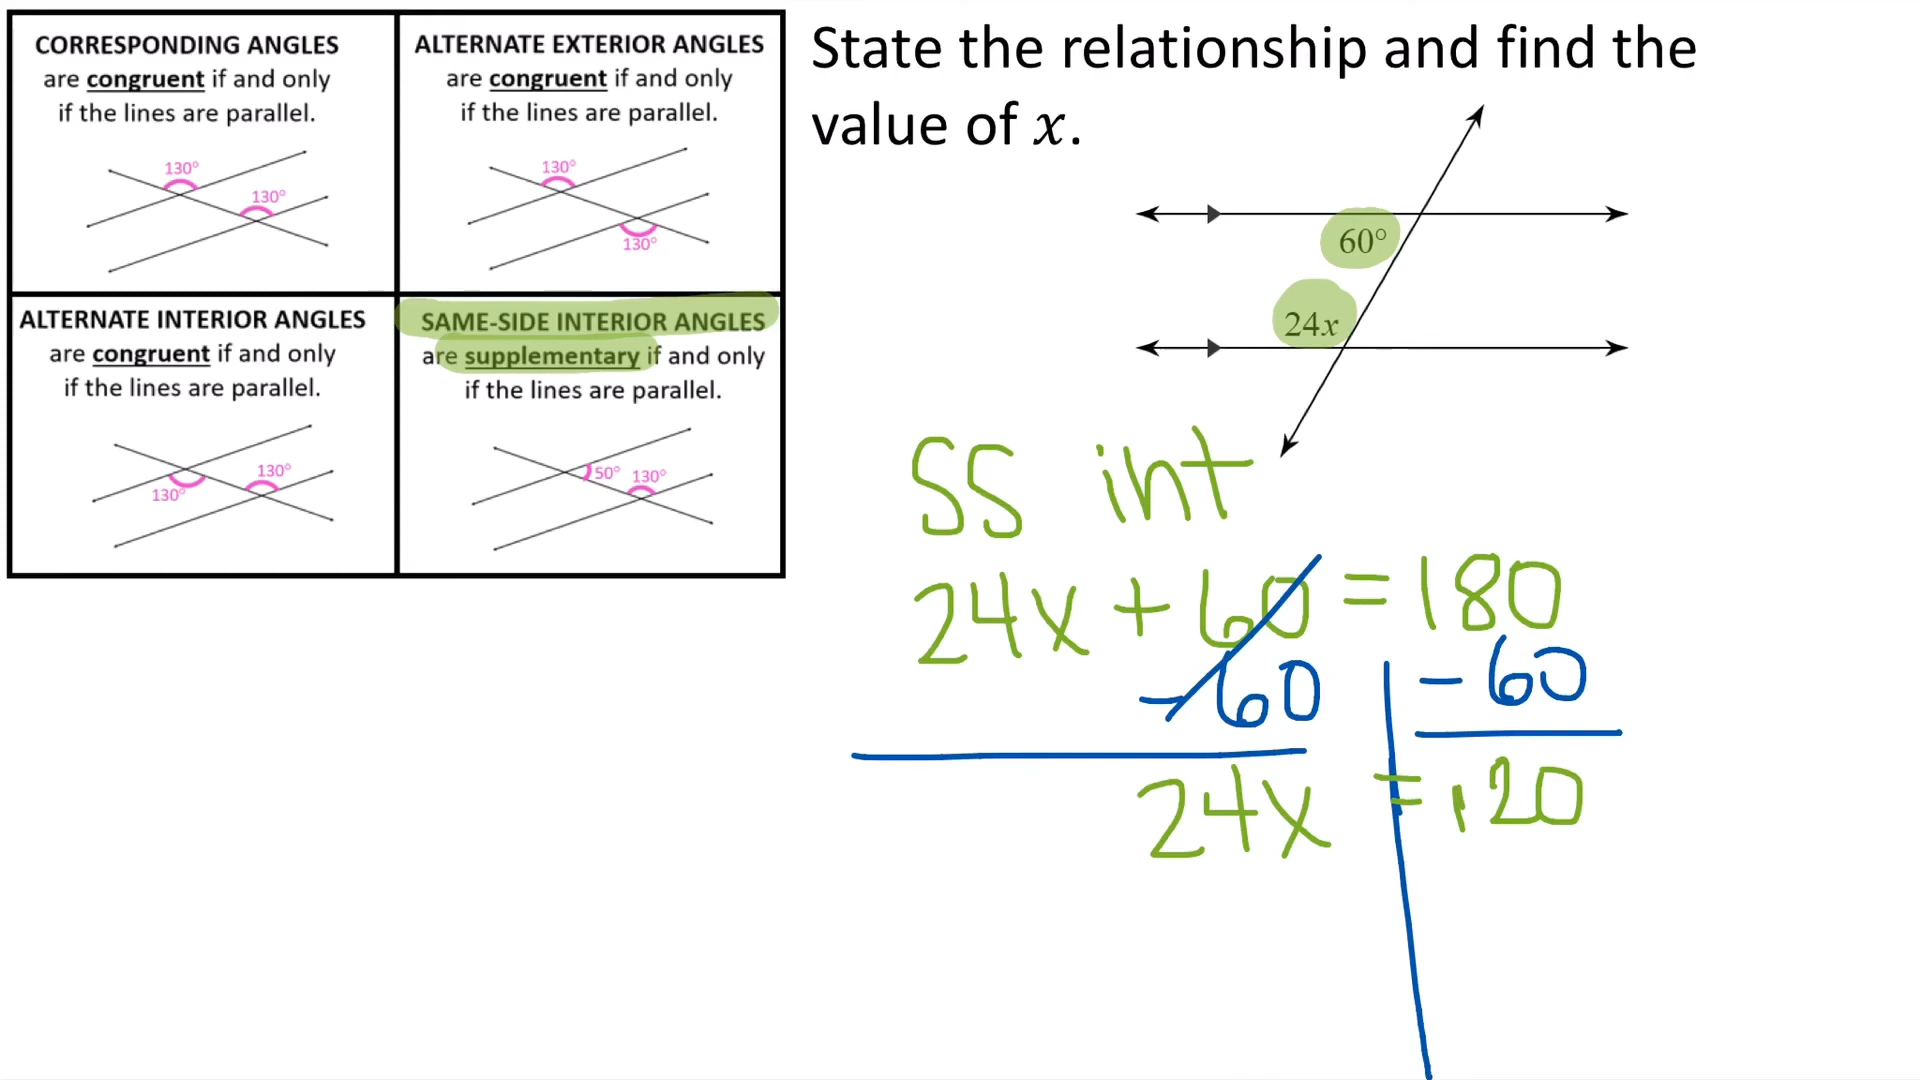 CORRESPONDING ANGLES
are congruent if and only
if the lines are parallel.
130°
130°
ALTERNATE EXTERIOR ANGLES
are congruent if and only
if the lines are parallel.
130°
130°
ALTERNATE INTERIOR ANGLES
are congruent if and only
if the lines are parallel.
130°
130°
SAME-SIDE INTERIOR ANGLES
are supplementary if and only
if the lines are parallel.
50° 130°
State the relationship and find the
value of x.
60°
24x
SS int
24x + 60 = 180
-60 -60
24x = 120